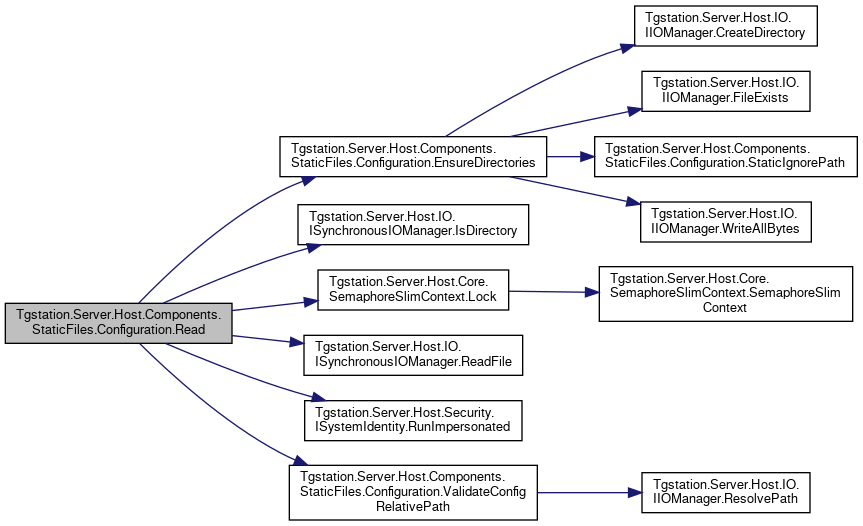 Tgstation.Server.Host.IO.
IIOManager.CreateDirectory
Tgstation.Server.Host.IO.
IIOManager.FileExists
Tgstation.Server.Host.Components.
StaticFiles.Configuration.EnsureDirectories
Tgstation.Server.Host.Components.
StaticFiles.Configuration.StaticIgnorePath
Tgstation.Server.Host.IO.
IIOManager.WriteAllBytes
Tgstation.Server.Host.IO.
ISynchronousIOManager.IsDirectory
Tgstation.Server.Host.Core.
SemaphoreSlimContext.Lock
Tgstation.Server.Host.Core.
SemaphoreSlimContext.SemaphoreSlim
Context
Tgstation.Server.Host.Components.
StaticFiles.Configuration.Read
Tgstation.Server.Host.IO.
ISynchronousIOManager.ReadFile
Tgstation.Server.Host.Security.
ISystemIdentity.RunImpersonated
Tgstation.Server.Host.Components.
StaticFiles.Configuration.ValidateConfig
RelativePath
Tgstation.Server.Host.IO.
IIOManager.ResolvePath